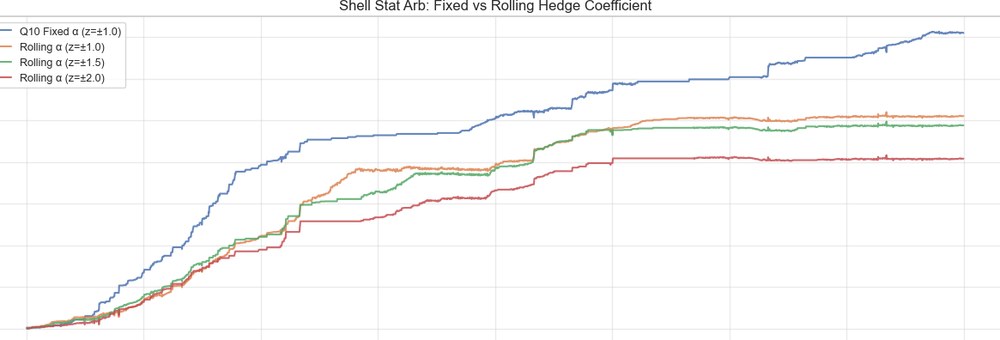 Shell Stat Arb: Fixed vs Rolling Hedge Coefficient
Q10 Fixed α (z=±1.0)
Rolling α (z=±1.0)
Rolling α (z=±1.5)
Rolling α (z=±2.0)